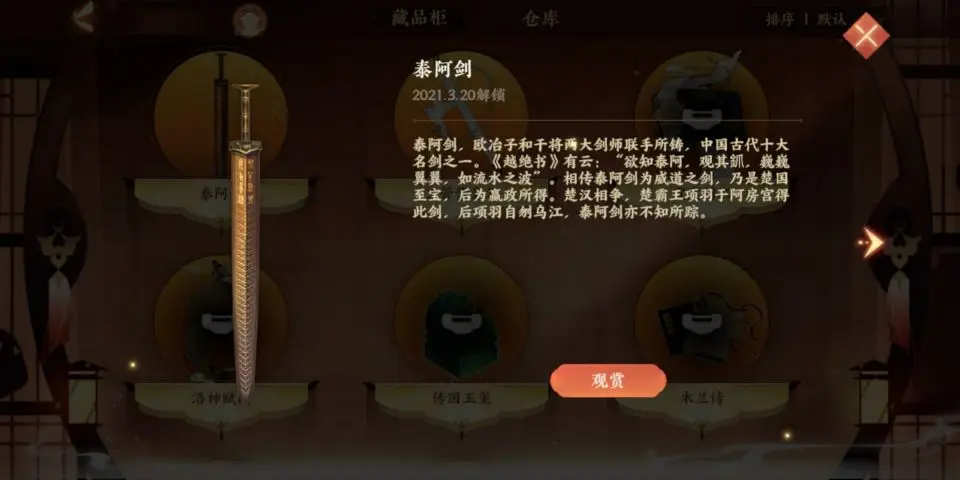 藏品柜
仓库
排序 | 默认
泰阿剑
2021.3.20解锁
泰阿剑，欧冶子和干将两大剑师联手所铸，中国古代十大
名剑之一。《越绝书》有云：“欲知泰阿，观其釽，巍巍
翼翼，如流水之波”。相传泰阿剑为威道之剑，乃是楚国
至宝，后为嬴政所得。楚汉相争，楚霸王项羽于阿房宫得
此剑，后项羽自刎乌江，泰阿剑亦不知所踪。
泰阿
观赏
洛神赋
传国玉玺
木兰诗